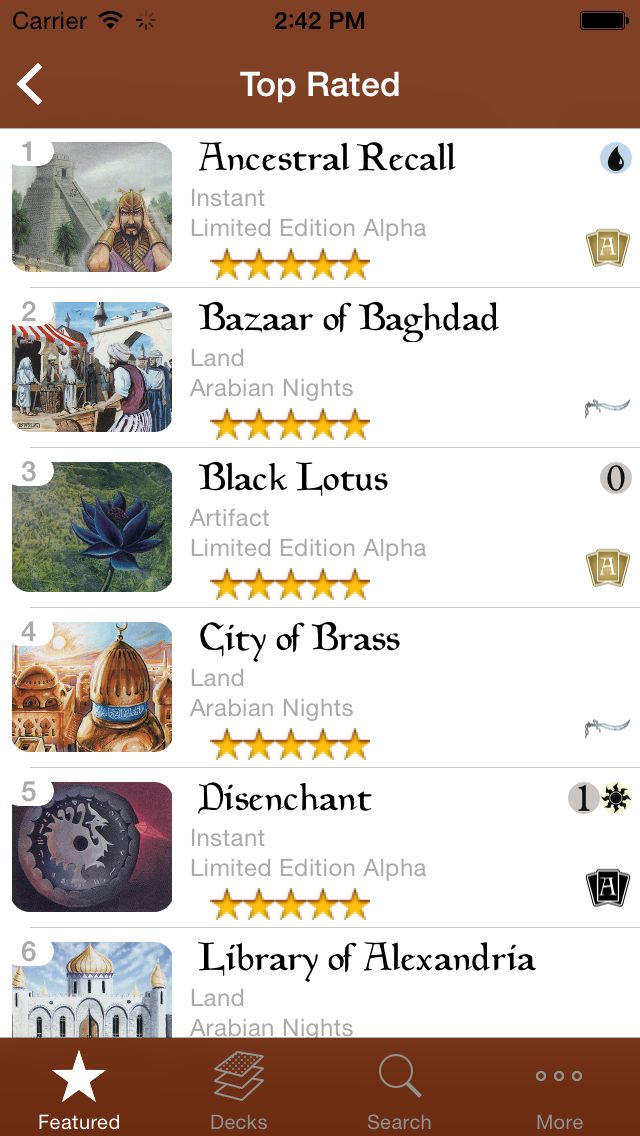 Carrier 2:42 PM
Top Rated
1
Ancestral Recall
Instant
Limited Edition Alpha
A
2
Bazaar of Baghdad
Land
Arabian Nights
3
Black Lotus
0
Artifact
Limited Edition Alpha
A
4
City of Brass
Land
Arabian Nights
5
Disenchant
1
Instant
Limited Edition Alpha
A
6
Library of Alexandria
Land
Arabian Nights
Featured Decks Search More